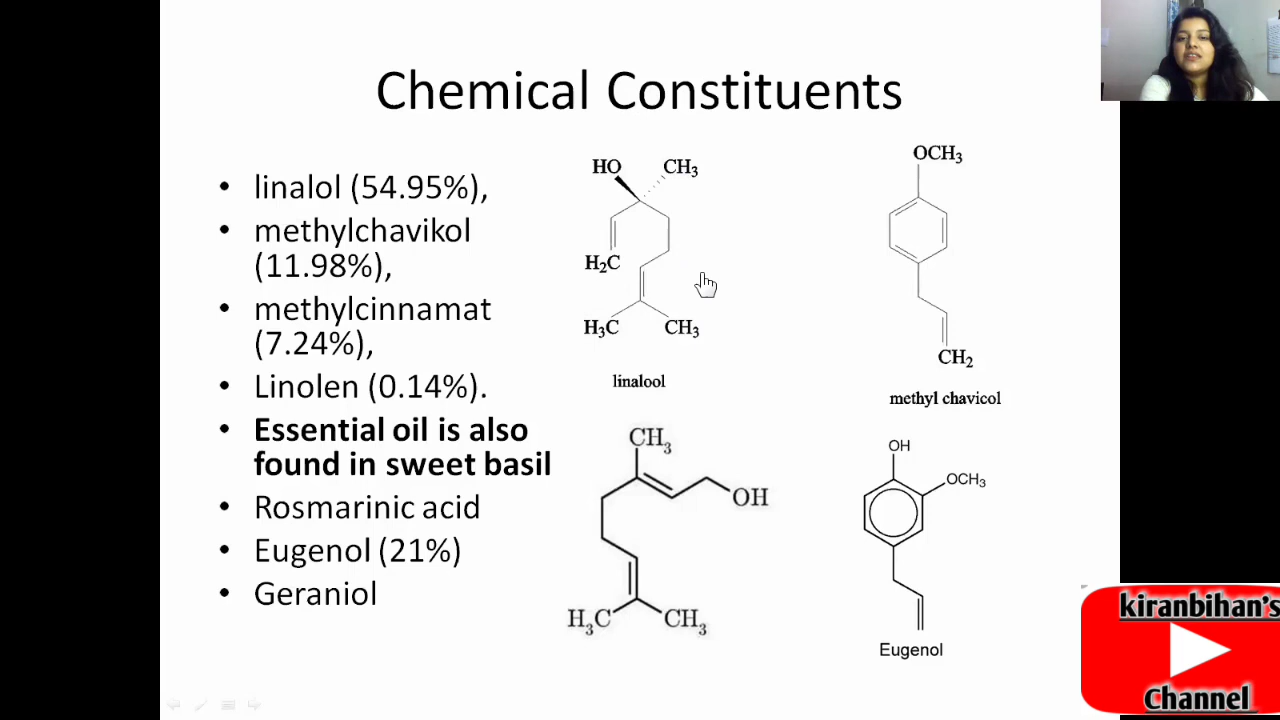 Chemical Constituents
• linalol (54.95%),
• methylchavikol
(11.98%),
• methylcinnamat
(7.24%),
• Linolen (0.14%).
• Essential oil is also
found in sweet basil
• Rosmarinic acid
• Eugenol (21%)
• Geraniol
HO CH₃
H₂C
H₃C CH₃
linalool
OCH₃
CH₂
methyl chavicol
CH₃
OH
H₃C CH₃
OH
OCH₃
Eugenol
kiranbihan's
Channel